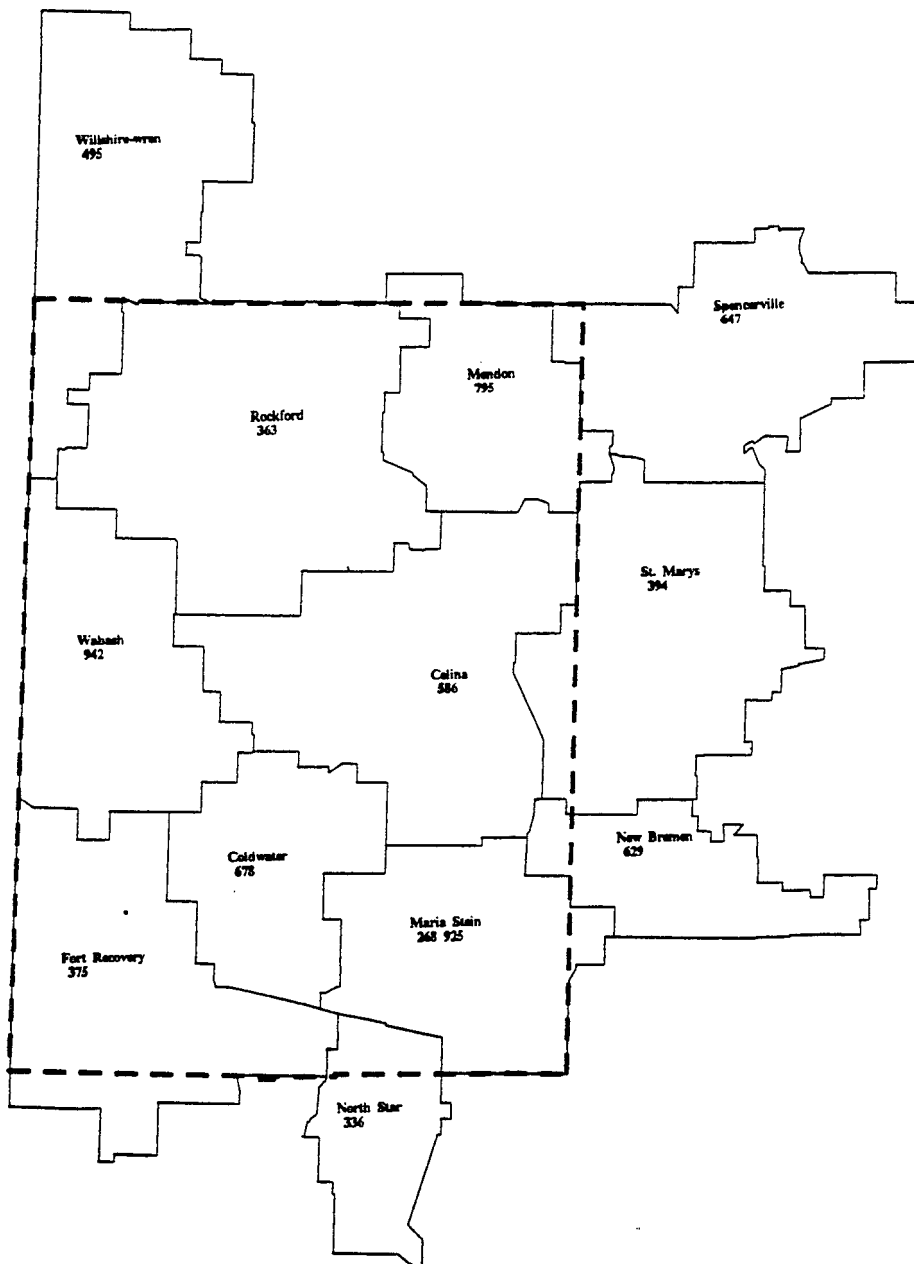 Willshire-wren
495
Spencerville
647
Mendon
795
Rockford
363
St. Marys
394
Wabash
942
Celina
586
New Bremen
629
Coldwater
678
Maria Stein
268 925
Fort Recovery
375
North Star
336